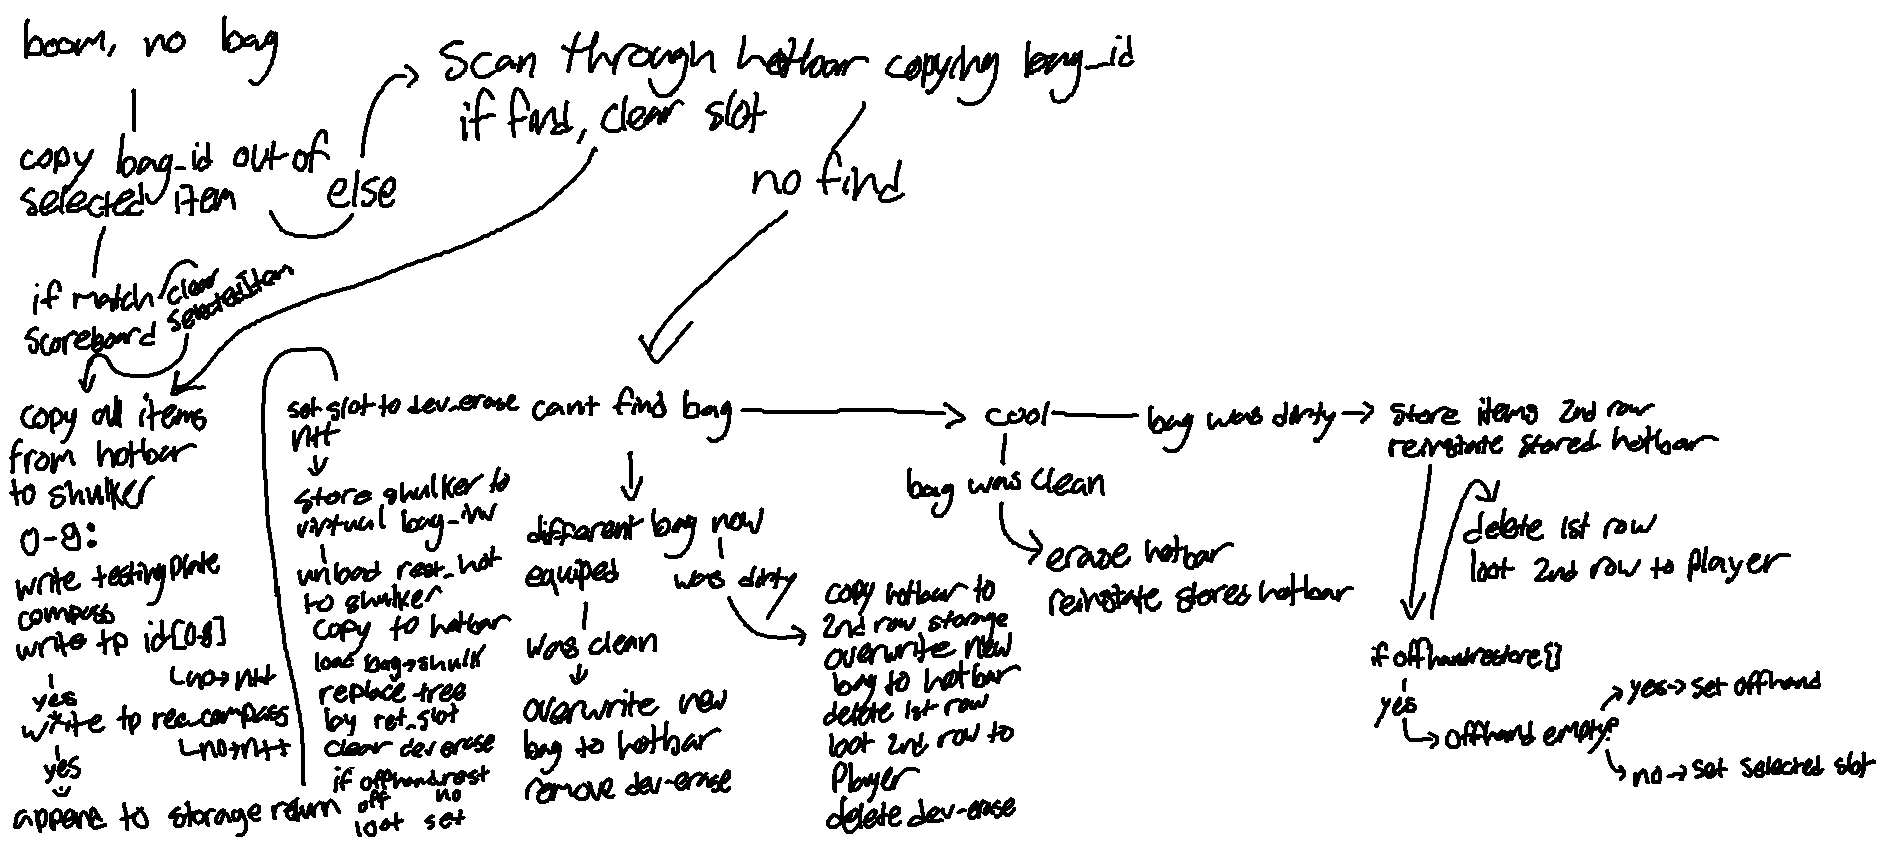 boom, no bag
copy bag_id out of
selected item
else
if match clear
scoreboard selecteditem
Scan through hotbar copying bag_id
if find, clear slot
no find
copy all items
from hotbar
to shulker
0-8:
write testingplate
compass
write tp id[0-8]
no→n++
yes
write to rec.compass
no→n++
yes
append to storage return
set slot to dev_erase
n++
store shulker to
virtual bag_inv
unload rest_hot
to shulker
copy to hotbar
load bag→shulk
replace tree
by ret_slot
clear dev erase
if offhand.rest
off no
loot set
cant find bag
different bag now
equiped
was clean
overwrite new
bag to hotbar
remove dev-erase
was dirty
copy hotbar to
2nd row storage
overwrite new
bag to hotbar
delete 1st row
loot 2nd row to
Player
delete dev-erase
cool
bag was clean
erase hotbar
reinstate stores hotbar
bag was dirty
store items 2nd row
reinstate stored hotbar
delete 1st row
loot 2nd row to player
if offhandrestore[]
yes
offhand empty?
yes→ set offhand
no→ set selected slot